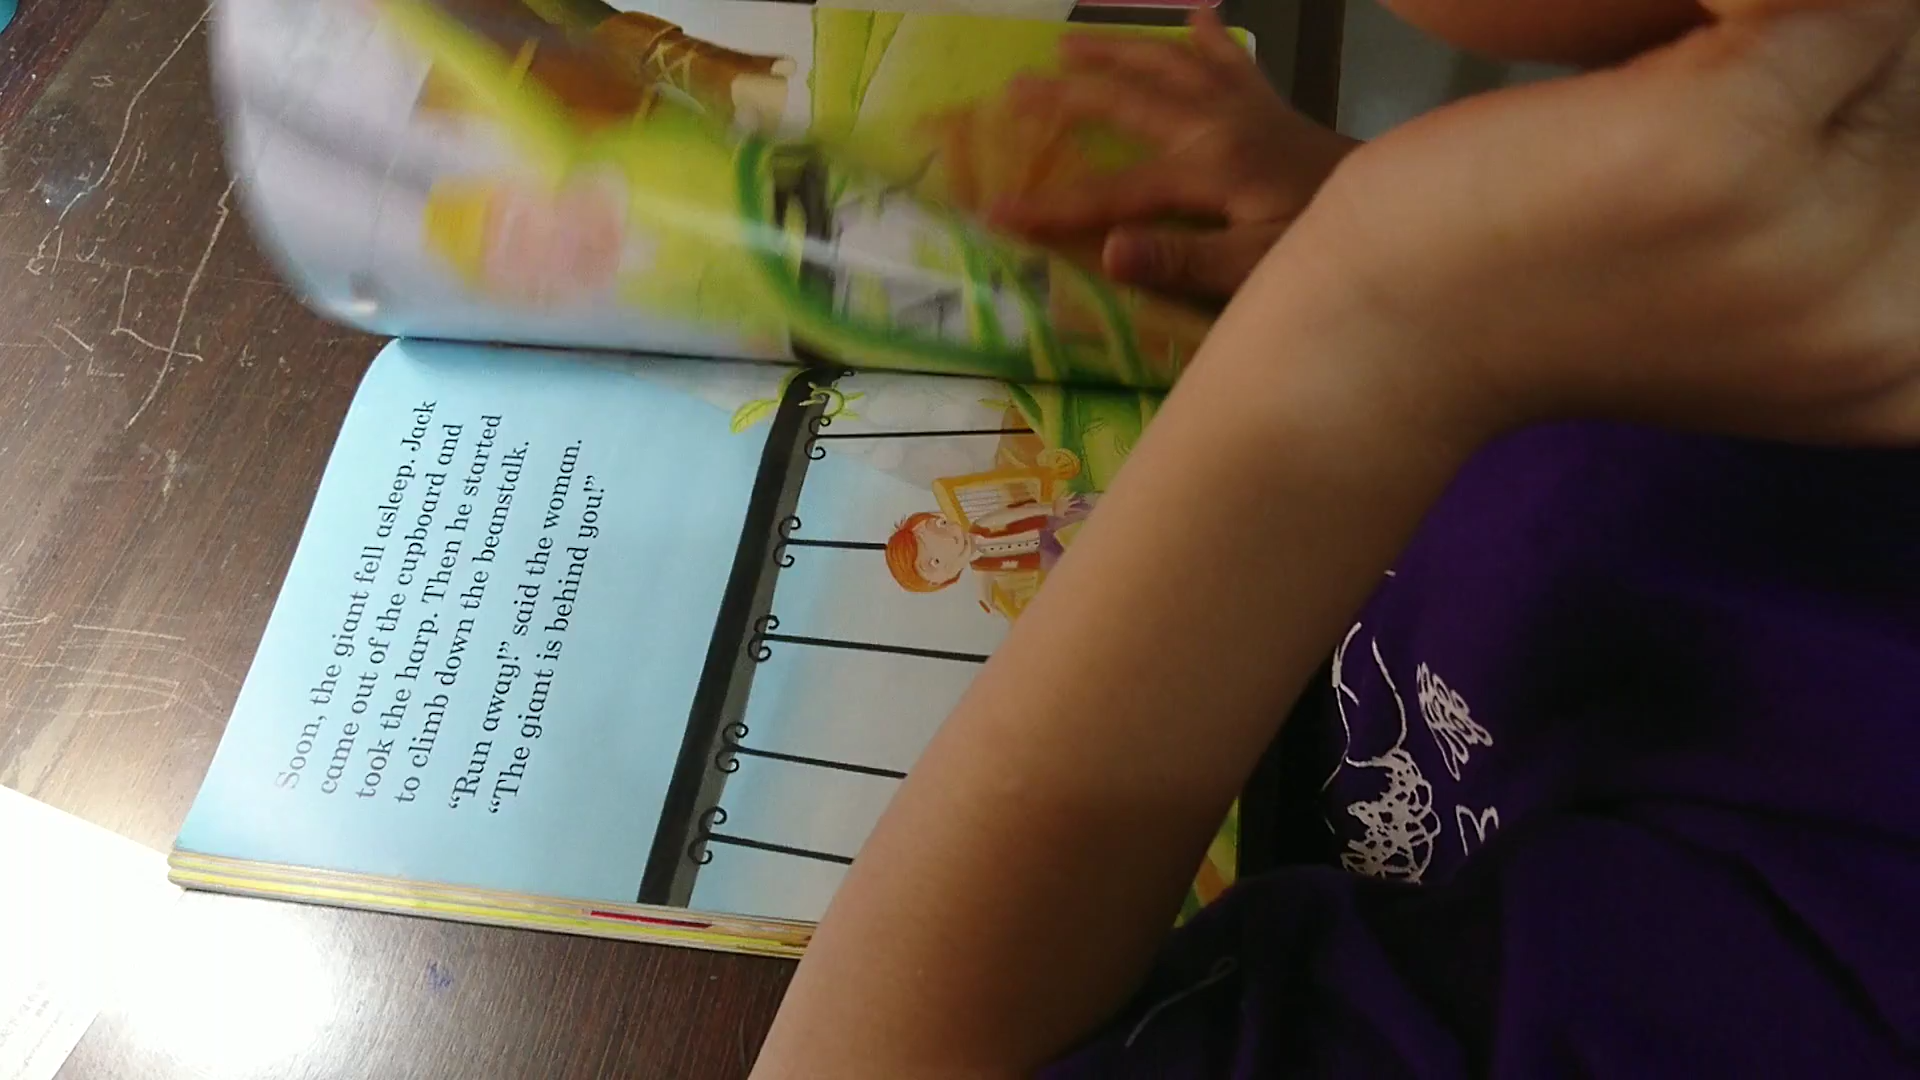 Soon, the giant fell asleep. Jack
came out of the cupboard and
took the harp. Then he started
to climb down the beanstalk.
“Run away!” said the woman.
“The giant is behind you!”